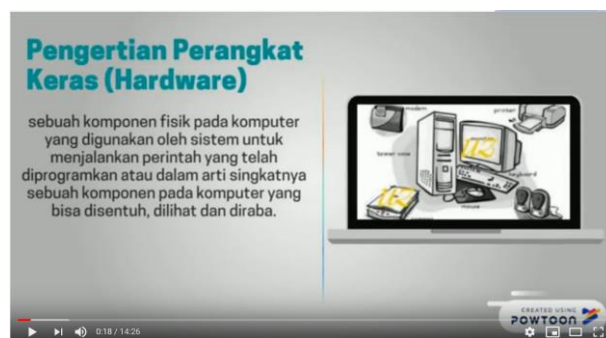 Pengertian Perangkat
Keras (Hardware)
sebuah komponen fisik pada komputer
yang digunakan oleh sistem untuk
menjalankan perintah yang telah
diprogramkan atau dalam arti singkatnya
sebuah komponen pada komputer yang
bisa disentuh, dilihat dan diraba.
modem
printer
tower case
keyboard
mouse
CREATED USING
POWTOON
0:18 / 14:26